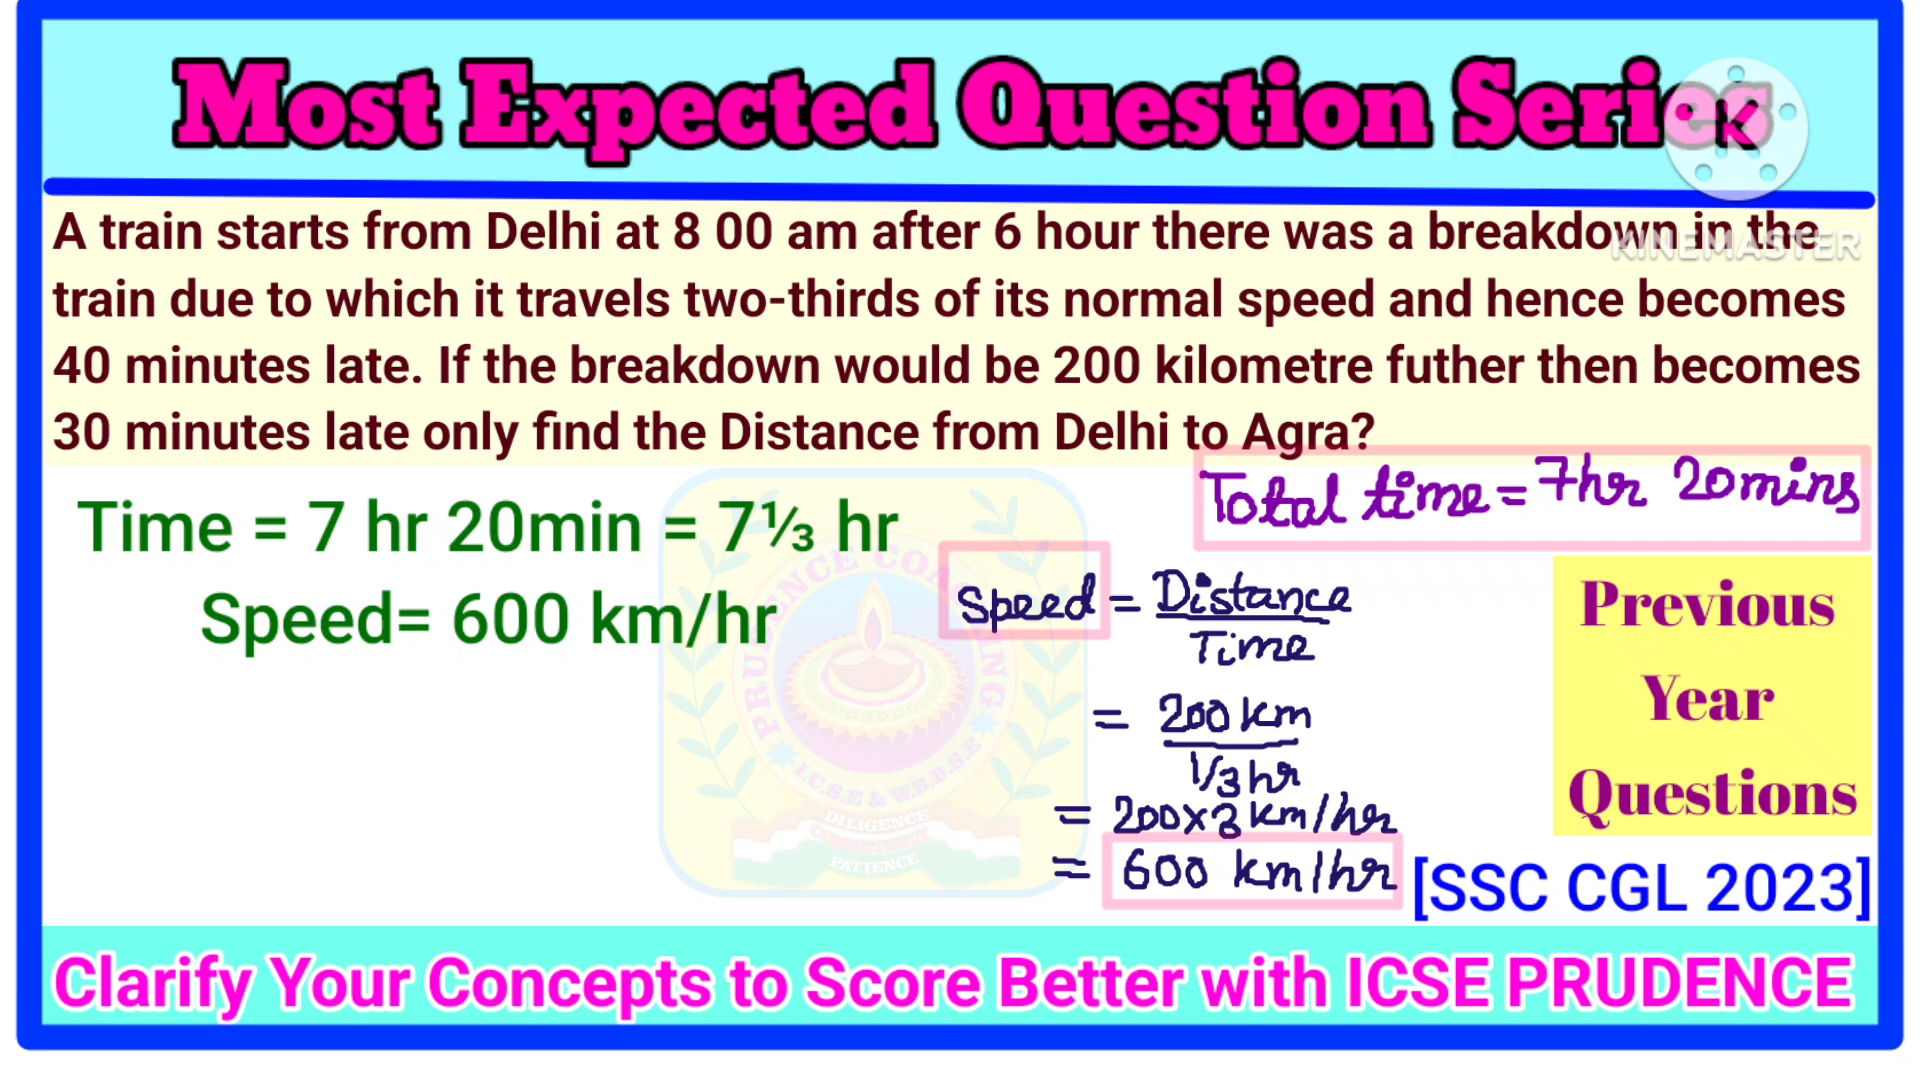 Most Expected Question Series
KINEMASTER
A train starts from Delhi at 8 00 am after 6 hour there was a breakdown in the
train due to which it travels two-thirds of its normal speed and hence becomes
40 minutes late. If the breakdown would be 200 kilometre futher then becomes
30 minutes late only find the Distance from Delhi to Agra?
Total time = 7hr 20mins
Time = 7 hr 20min = 7⅓ hr
Speed= 600 km/hr
Speed = Distance
Time
= 200 km
1/3 hr
= 200x3 km/hr
= 600 km/hr
PRUDENCE COACHING
I.C.S.E & W.B.B.S.E
DILIGENCE
PATIENCE
Previous
Year
Questions
[SSC CGL 2023]
Clarify Your Concepts to Score Better with ICSE PRUDENCE